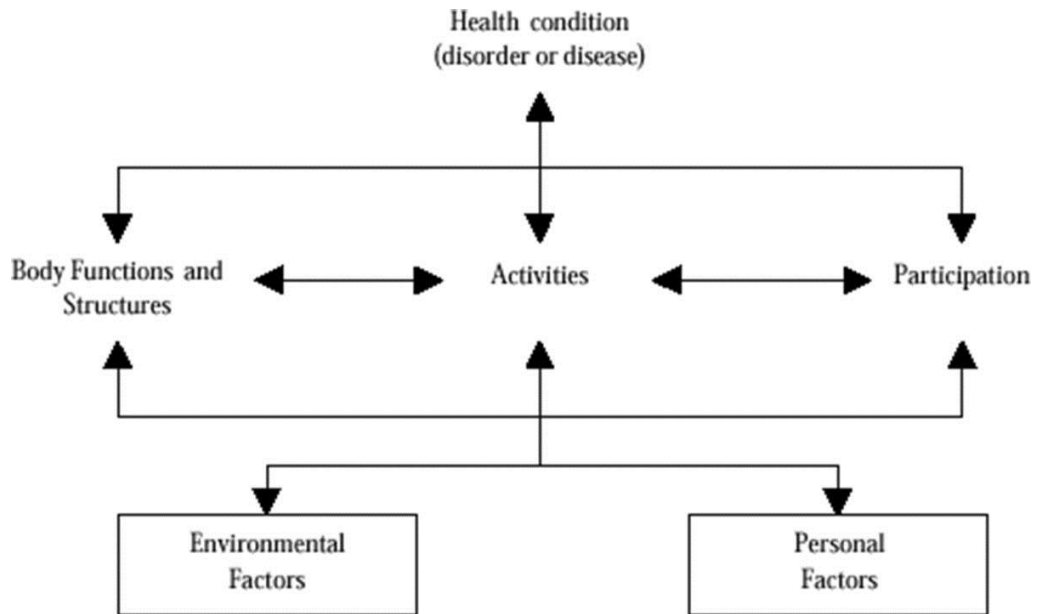 Health condition
(disorder or disease)
Body Functions and
Structures
Activities
Participation
Environmental
Factors
Personal
Factors